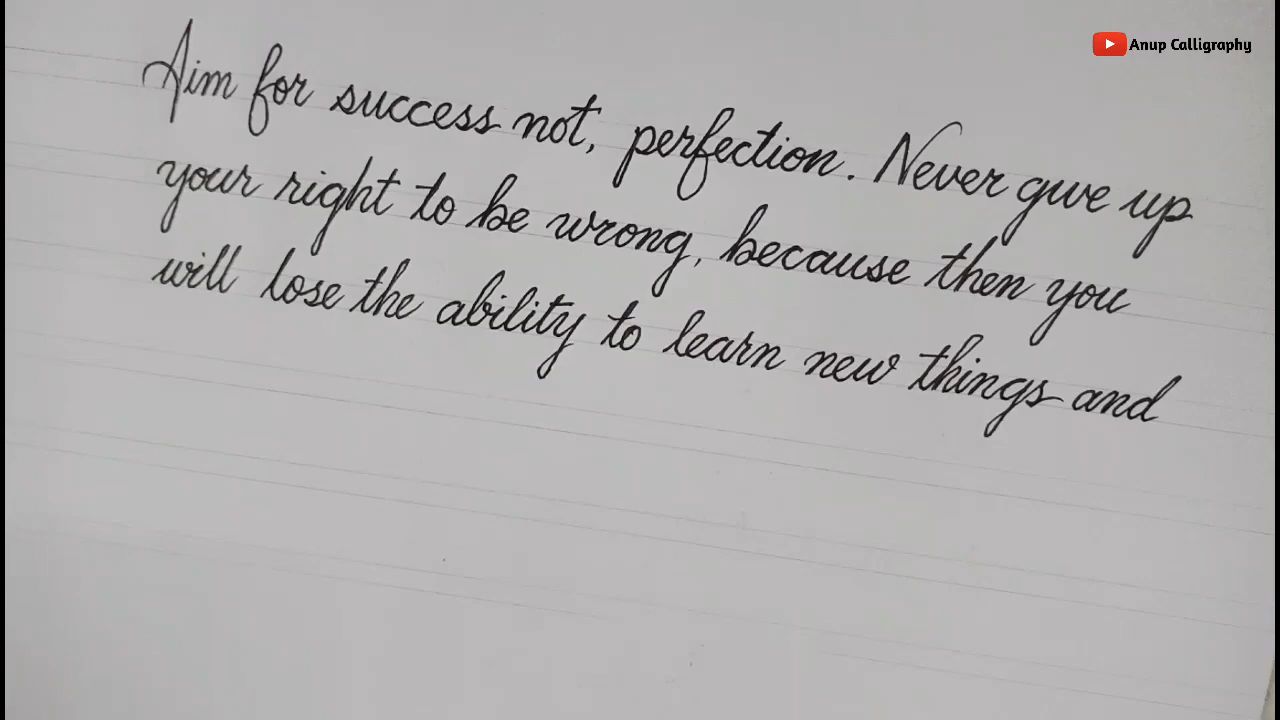 Anup Calligraphy
Aim for success not, perfection. Never give up
your right to be wrong, because then you
will lose the ability to learn new things and